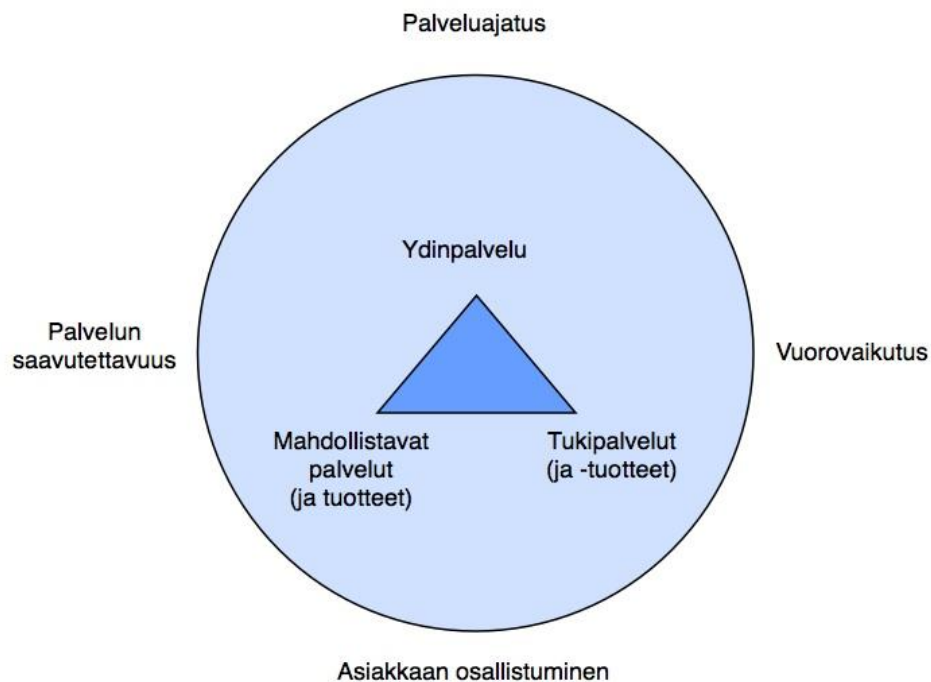 Palveluajatus
Ydinpalvelu
Palvelun
saavutettavuus
Vuorovaikutus
Mahdollistavat
palvelut
(ja tuotteet)
Tukipalvelut
(ja -tuotteet)
Asiakkaan osallistuminen